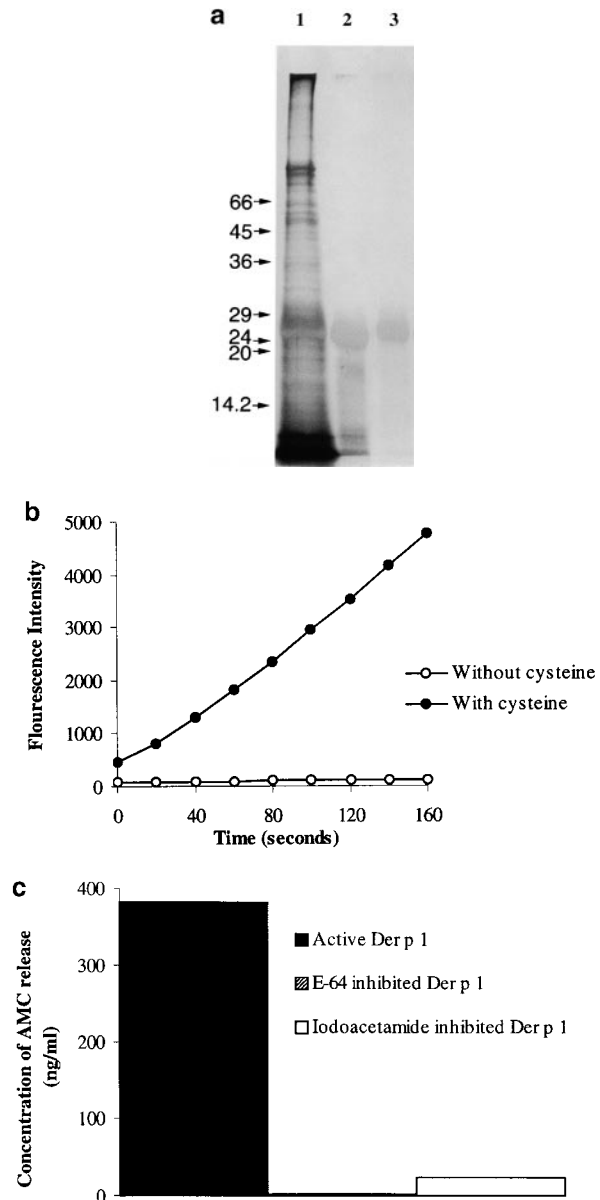 a
1 2 3
66
45
36
29
24
20
14.2
b
Flourescence Intensity
5000
4000
3000
2000
1000
0
0 40 80 120 160
Time (seconds)
Without cysteine
With cysteine
c
Concentration of AMC release
(ng/ml)
400
300
200
100
0
Active Der p 1
E-64 inhibited Der p 1
Iodoacetamide inhibited Der p 1